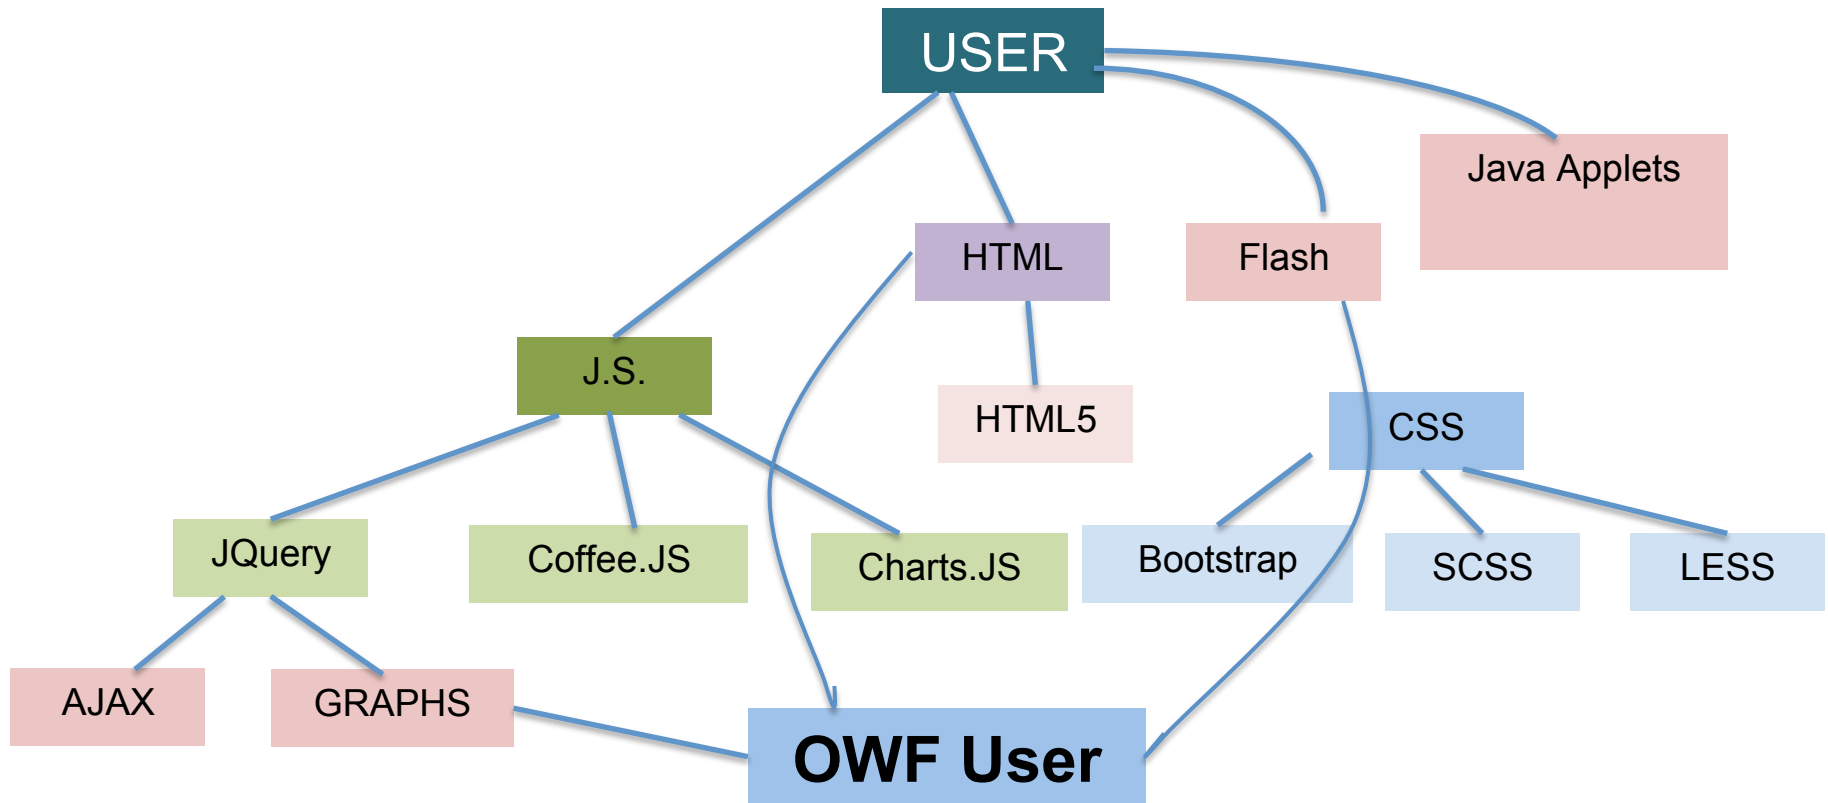 USER
Java Applets
HTML
Flash
J.S.
HTML5
CSS
JQuery
Coffee.JS
Charts.JS
Bootstrap
SCSS
LESS
AJAX
GRAPHS
OWF User